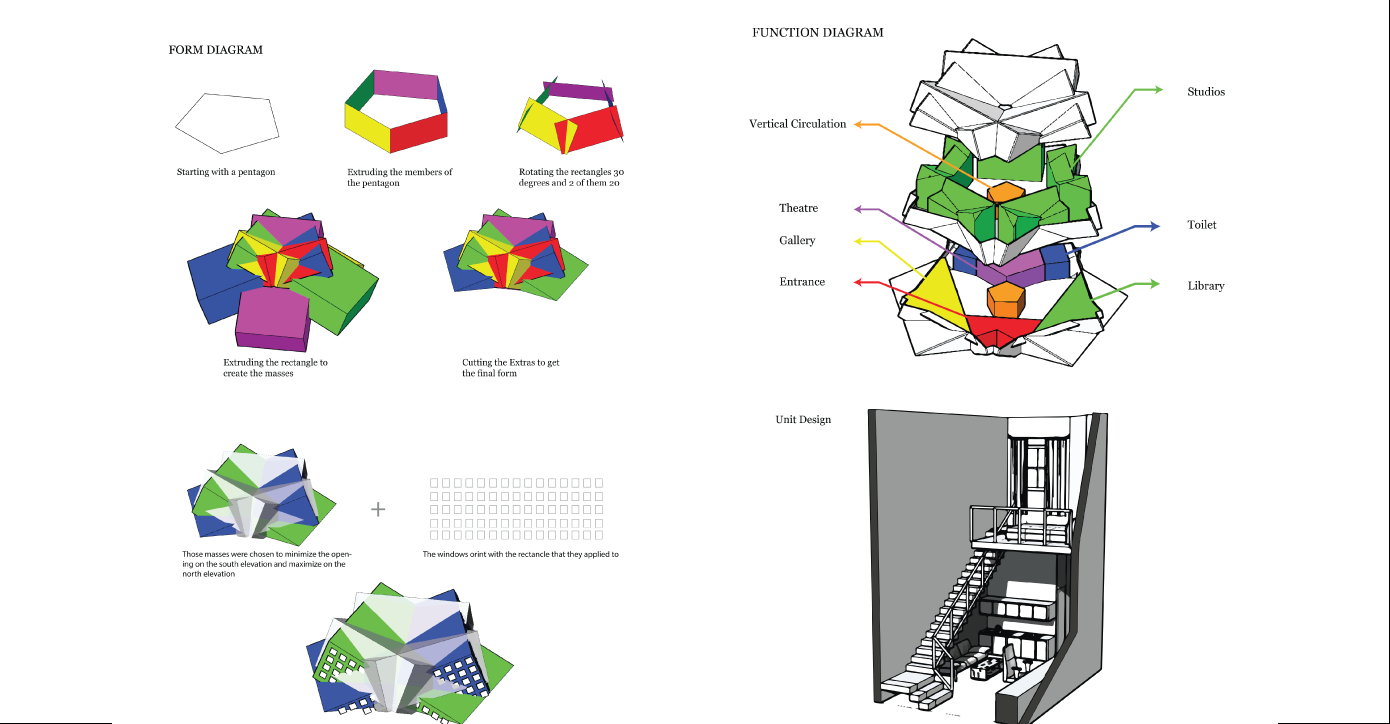 FORM DIAGRAM
Starting with a pentagon
Extruding the members of
the pentagon
Rotating the rectangles 30
degrees and 2 of them 20
Extruding the rectangle to
create the masses
Cutting the Extras to get
the final form
Those masses were chosen to minimize the open-
ing on the south elevation and maximize on the
north elevation
+
The windows orint with the rectancle that they applied to
FUNCTION DIAGRAM
Studios
Vertical Circulation
Theatre
Gallery
Entrance
Toilet
Library
Unit Design